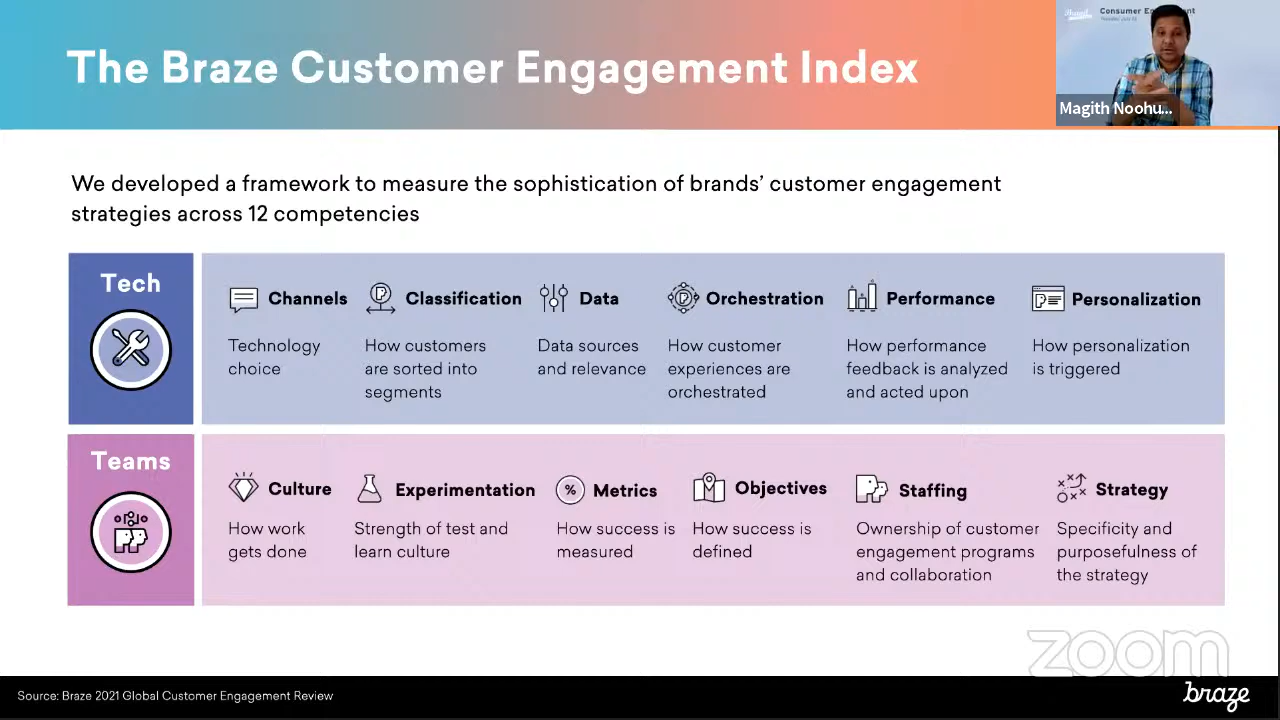 The Braze Customer Engagement Index
Consumer
Magith Noohu...
We developed a framework to measure the sophistication of brands' customer engagement
strategies across 12 competencies
Tech
Channels
Technology
choice
Classification
How customers
are sorted into
segments
Data
Data sources
and relevance
Orchestration
How customer
experiences are
orchestrated
Performance
How performance
feedback is analyzed
and acted upon
Personalization
How personalization
is triggered
Teams
Culture
How work
gets done
Experimentation
Strength of test and
learn culture
Metrics
How success is
measured
Objectives
How success is
defined
Staffing
Ownership of customer
engagement programs
and collaboration
Strategy
Specificity and
purposefulness of
the strategy
zoom
Source: Braze 2021 Global Customer Engagement Review
braze